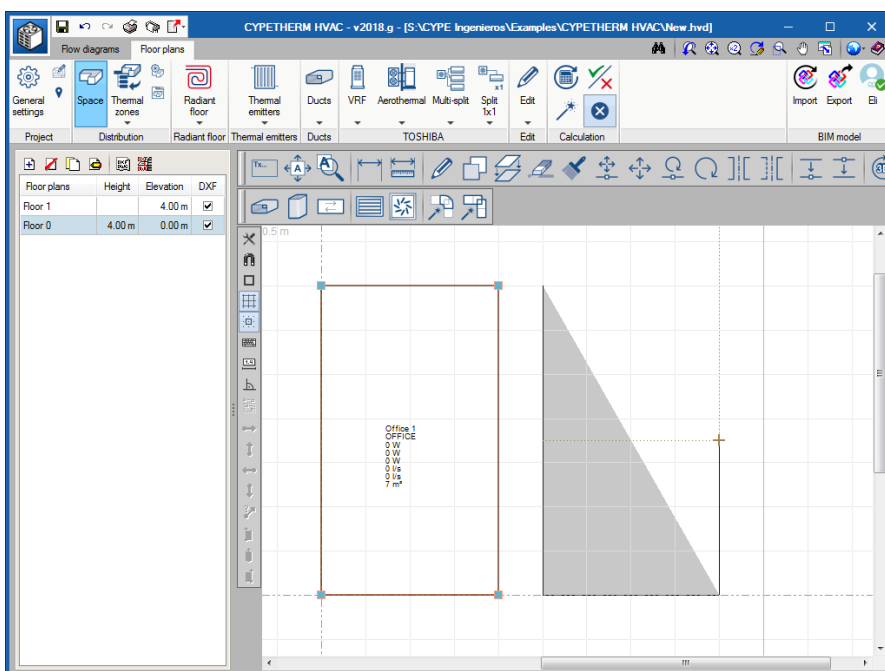 CYPETHERM HVAC - v2018.g - [S:\CYPE Ingenieros\Examples\CYPETHERM HVAC\New.hvd]
Flow diagrams Floor plans
General settings
Space
Thermal zones
Radiant floor
Thermal emitters
Ducts
VRF
Aerothermal
Multi-split
Split 1x1
Edit
Import
Export
Eli
Project Distribution Radiant floor Thermal emitters Ducts TOSHIBA Edit Calculation BIM model
Floor plans Height Elevation DXF
Floor 1 4.00 m
Floor 0 4.00 m 0.00 m
0.5 m
Office 1
OFFICE
0 W
0 W
0 W
0 l/s
0 l/s
7 m²